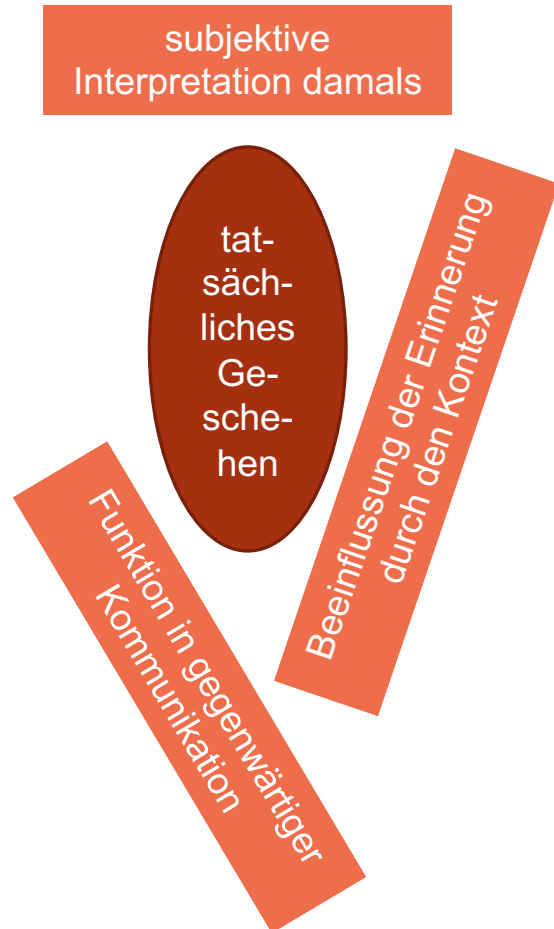 subjektive
Interpretation damals
tat-
säch-
liches
Ge-
sche-
hen
Beeinflussung der Erinnerung
durch den Kontext
Funktion in gegenwärtiger
Kommunikation